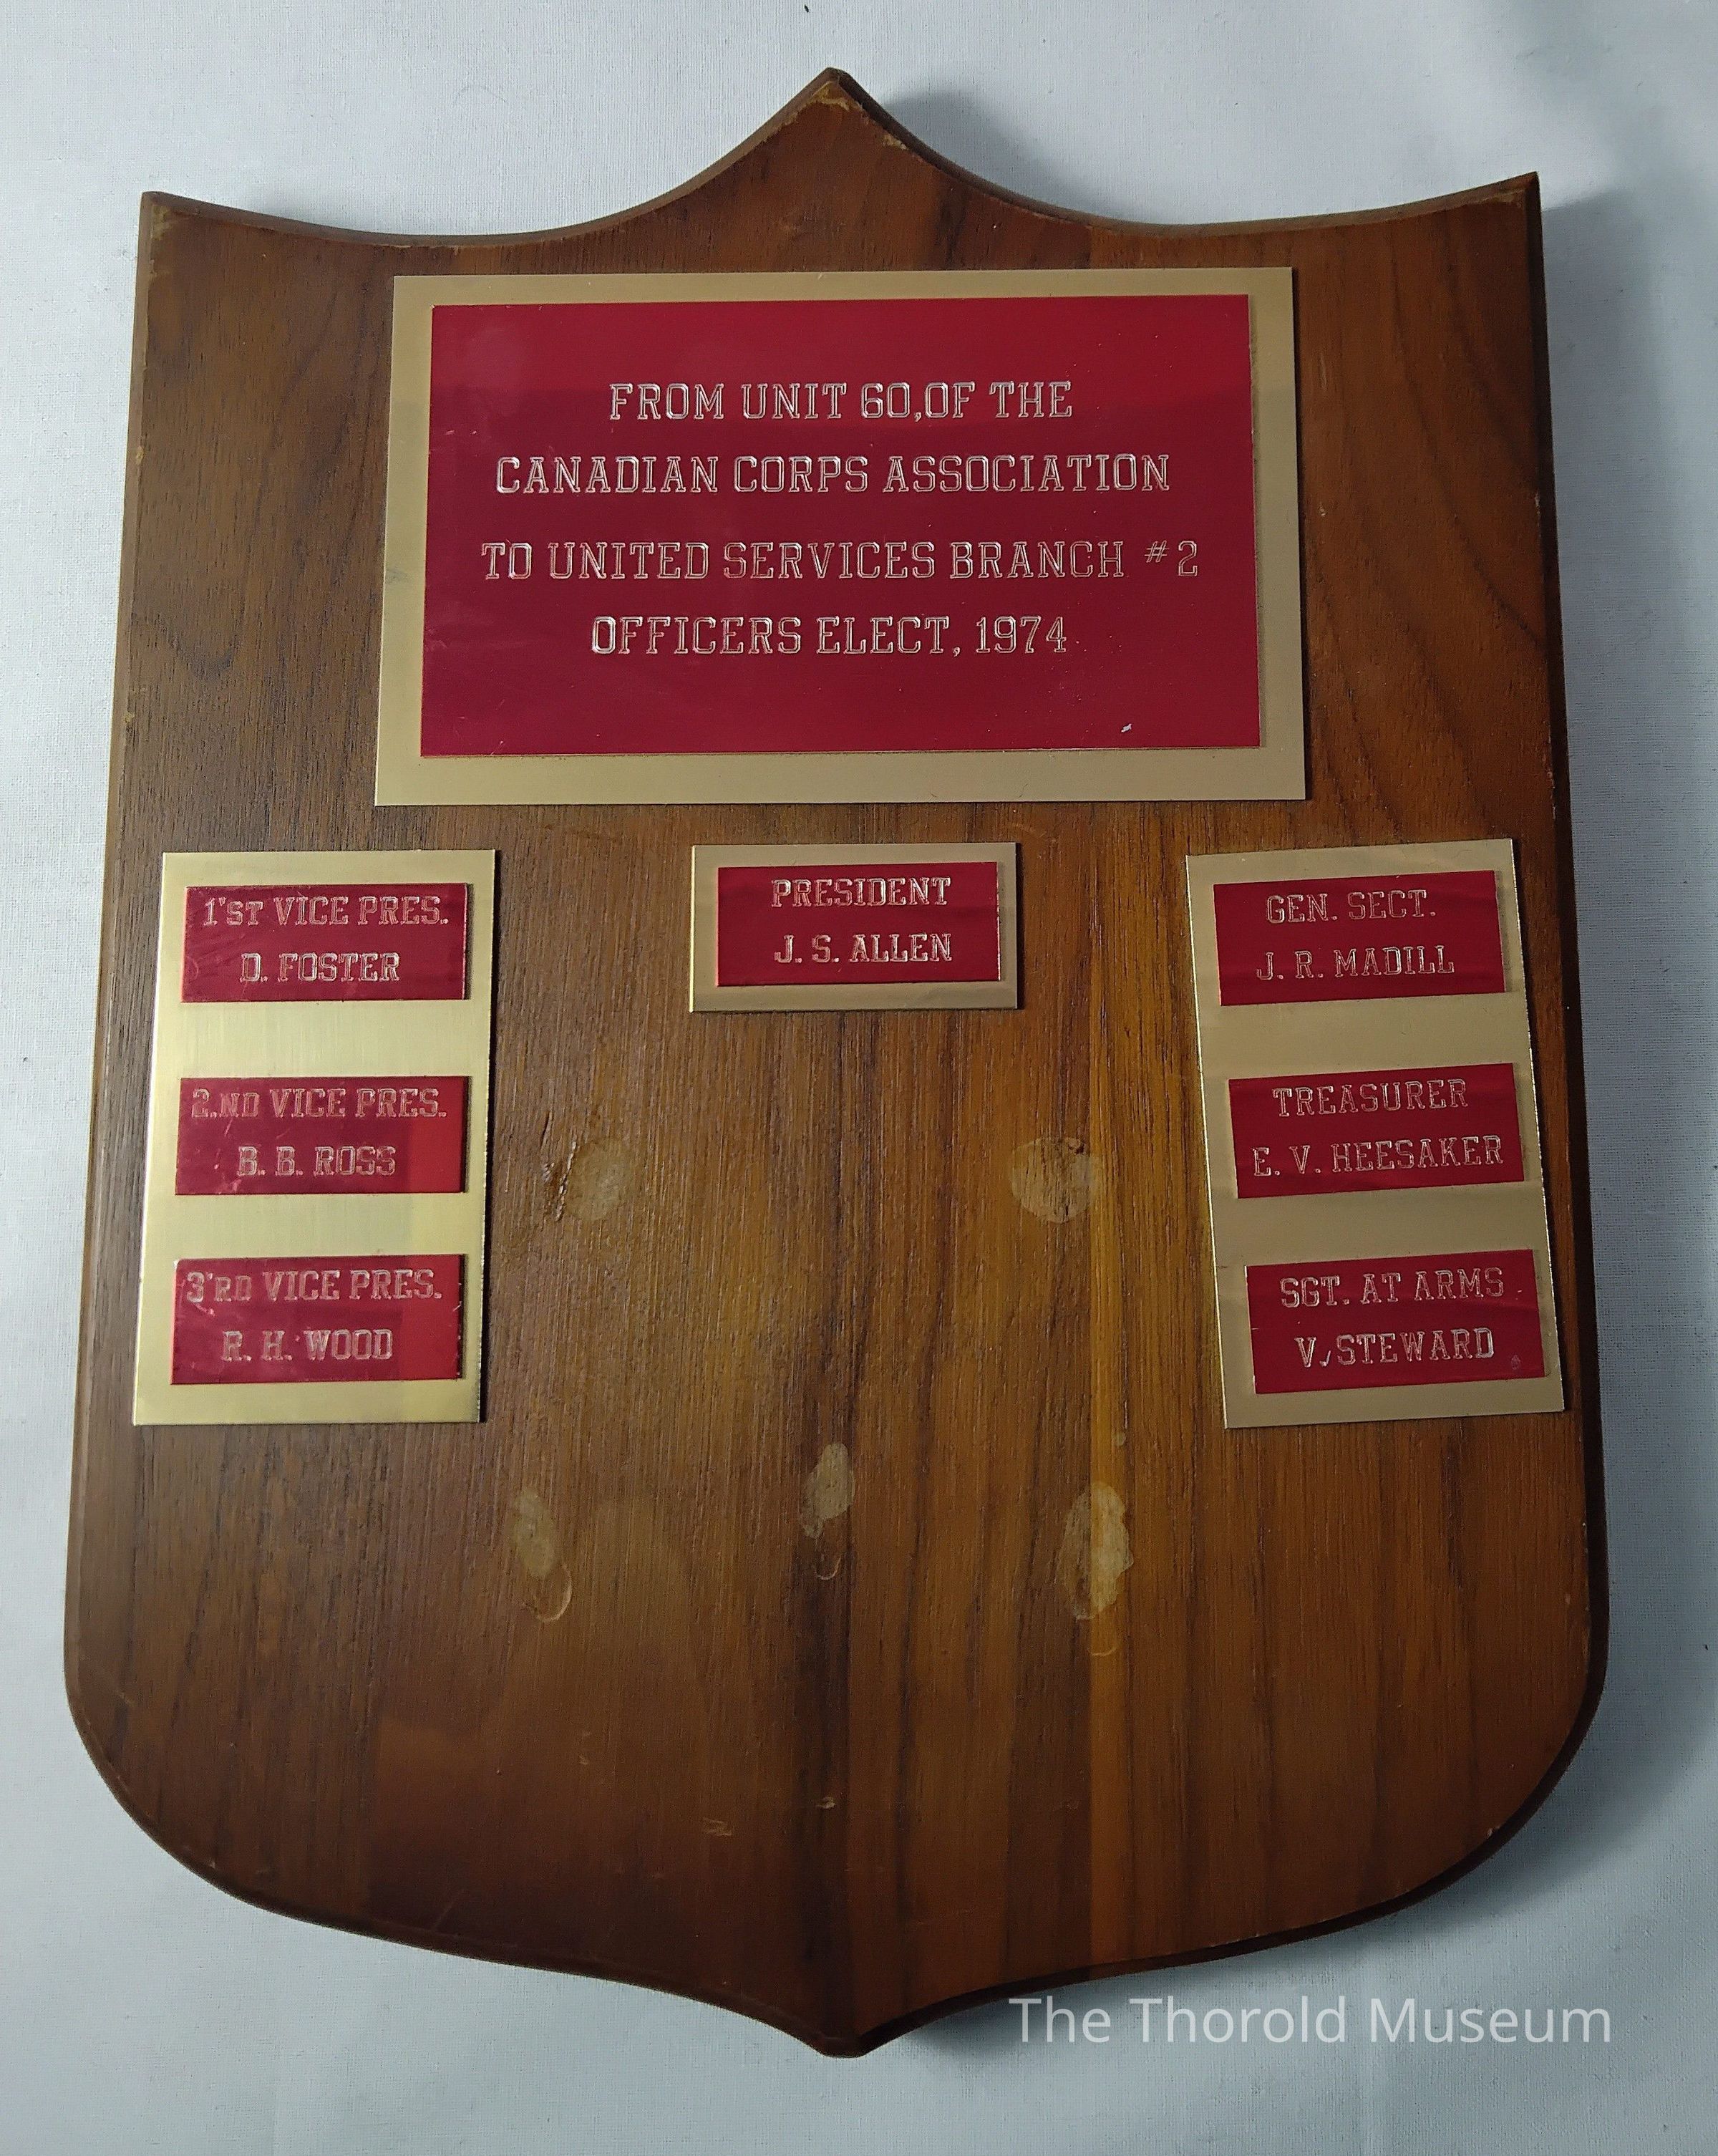 FROM UNIT 60,OF THE
CANADIAN CORPS ASSOCIATION
TO UNITED SERVICES BRANCH #2
OFFICERS ELECT, 1974
1'ST VICE PRES.
D. FOSTER
2.ND VICE PRES.
B. B. ROSS
3'RD VICE PRES.
R. H. WOOD
PRESIDENT
J. S. ALLEN
GEN. SECT.
J. R. MADILL
TREASURER
E. V. HEESAKER
SGT. AT ARMS
V. STEWARD
The Thorold Museum